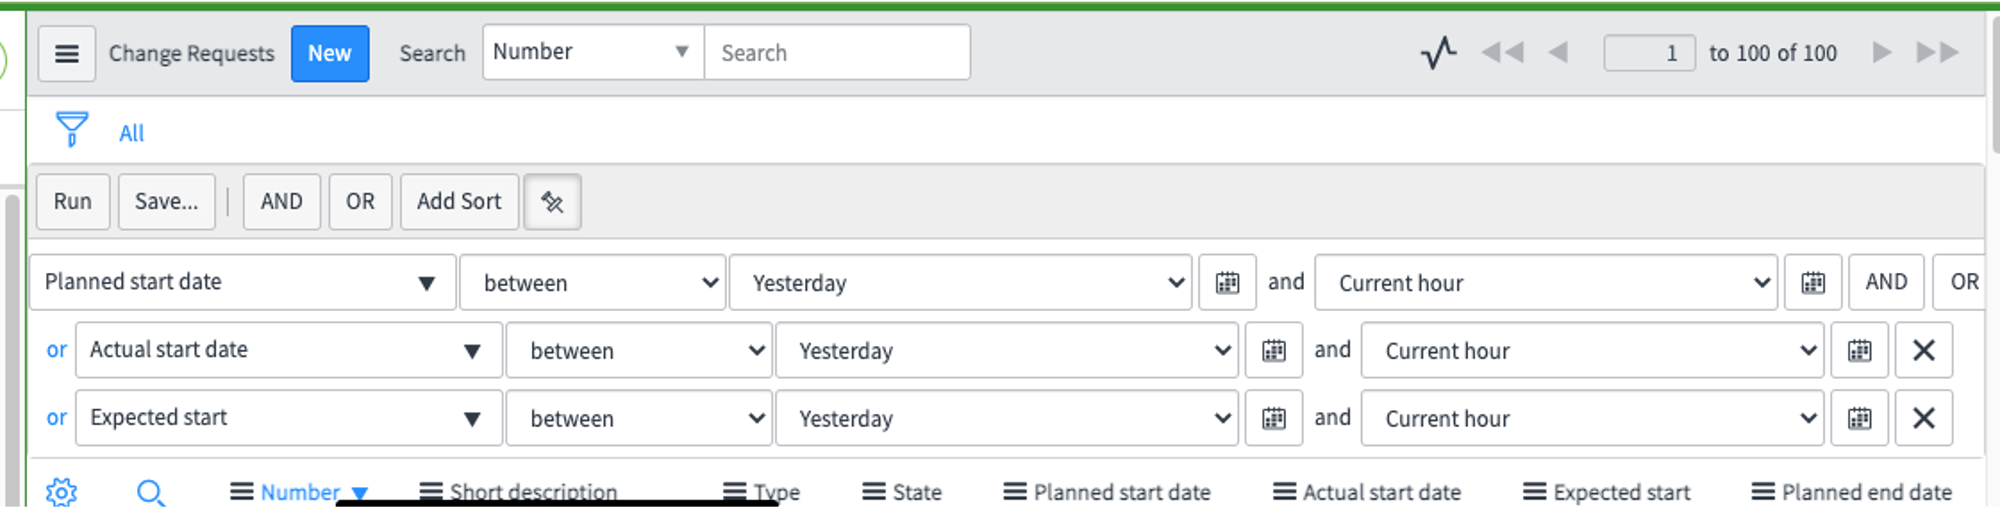 Change Requests New Search Number Search 1 to 100 of 100
All
Run Save... AND OR Add Sort
Planned start date between Yesterday and Current hour AND OR
or Actual start date between Yesterday and Current hour
or Expected start between Yesterday and Current hour
Number Short description Type State Planned start date Actual start date Expected start Planned end date